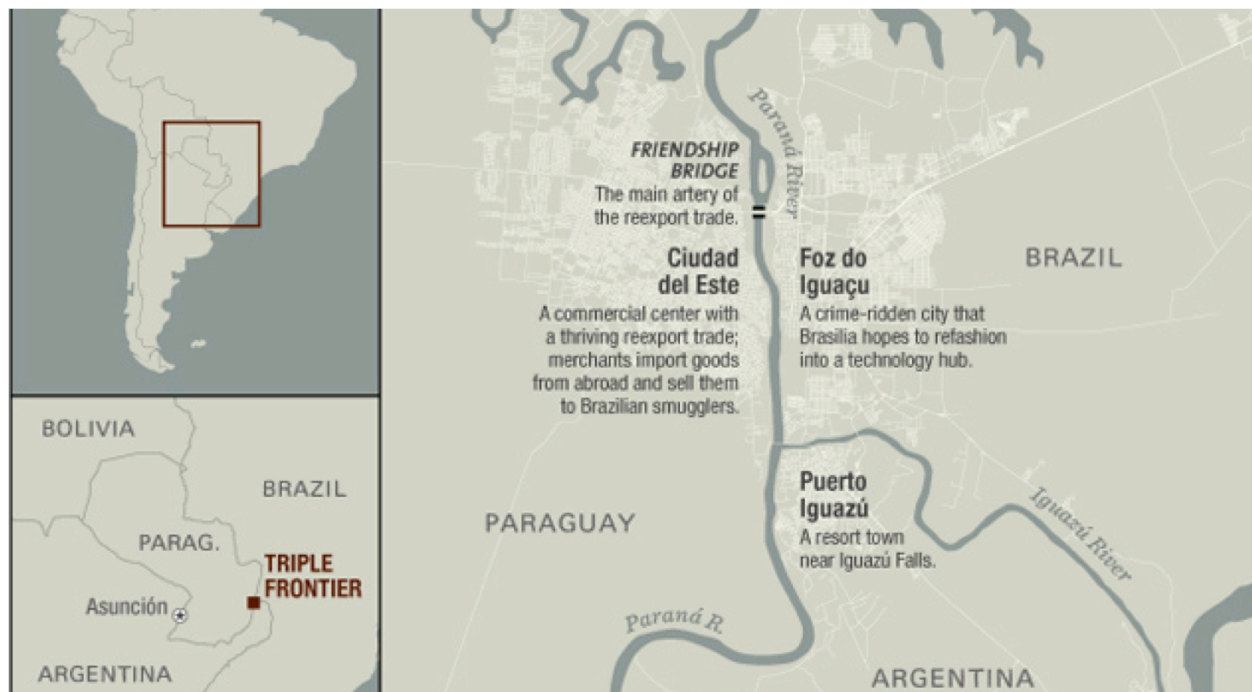 BOLIVIA
BRAZIL
PARAG.
TRIPLE
FRONTIER
Asunción
ARGENTINA
Paraná River
FRIENDSHIP
BRIDGE
The main artery of
the reexport trade.
Ciudad
del Este
A commercial center with
a thriving reexport trade;
merchants import goods
from abroad and sell them
to Brazilian smugglers.
Foz do
Iguaçu
A crime-ridden city that
Brasilia hopes to refashion
into a technology hub.
BRAZIL
PARAGUAY
Puerto
Iguazú
A resort town
near Iguazú Falls.
Iguazú River
Paraná R.
ARGENTINA